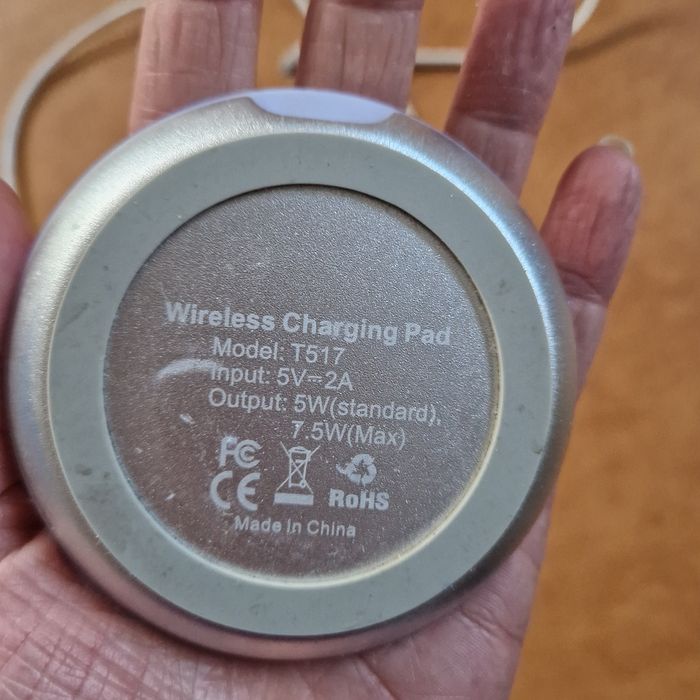 Wireless Charging Pad
Model: T517
Input: 5V⎓2A
Output: 5W(standard),
7.5W(Max)
FC
CE RoHS
Made In China